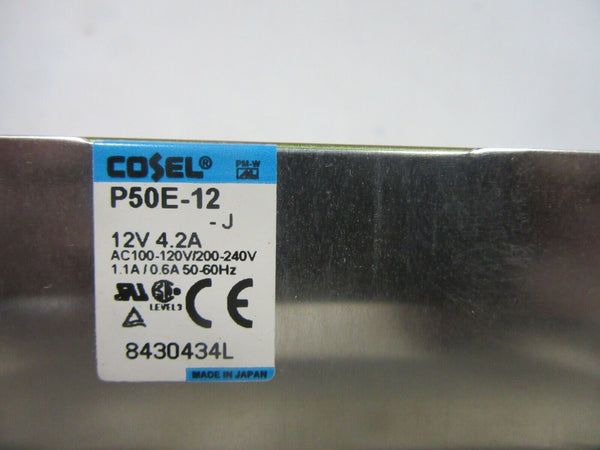 COSEL®
PM-W
P50E-12
-J
12V 4.2A
AC100-120V/200-240V
1.1A/0.6A 50-60Hz
LEVEL3
CE
8430434L
MADE IN JAPAN